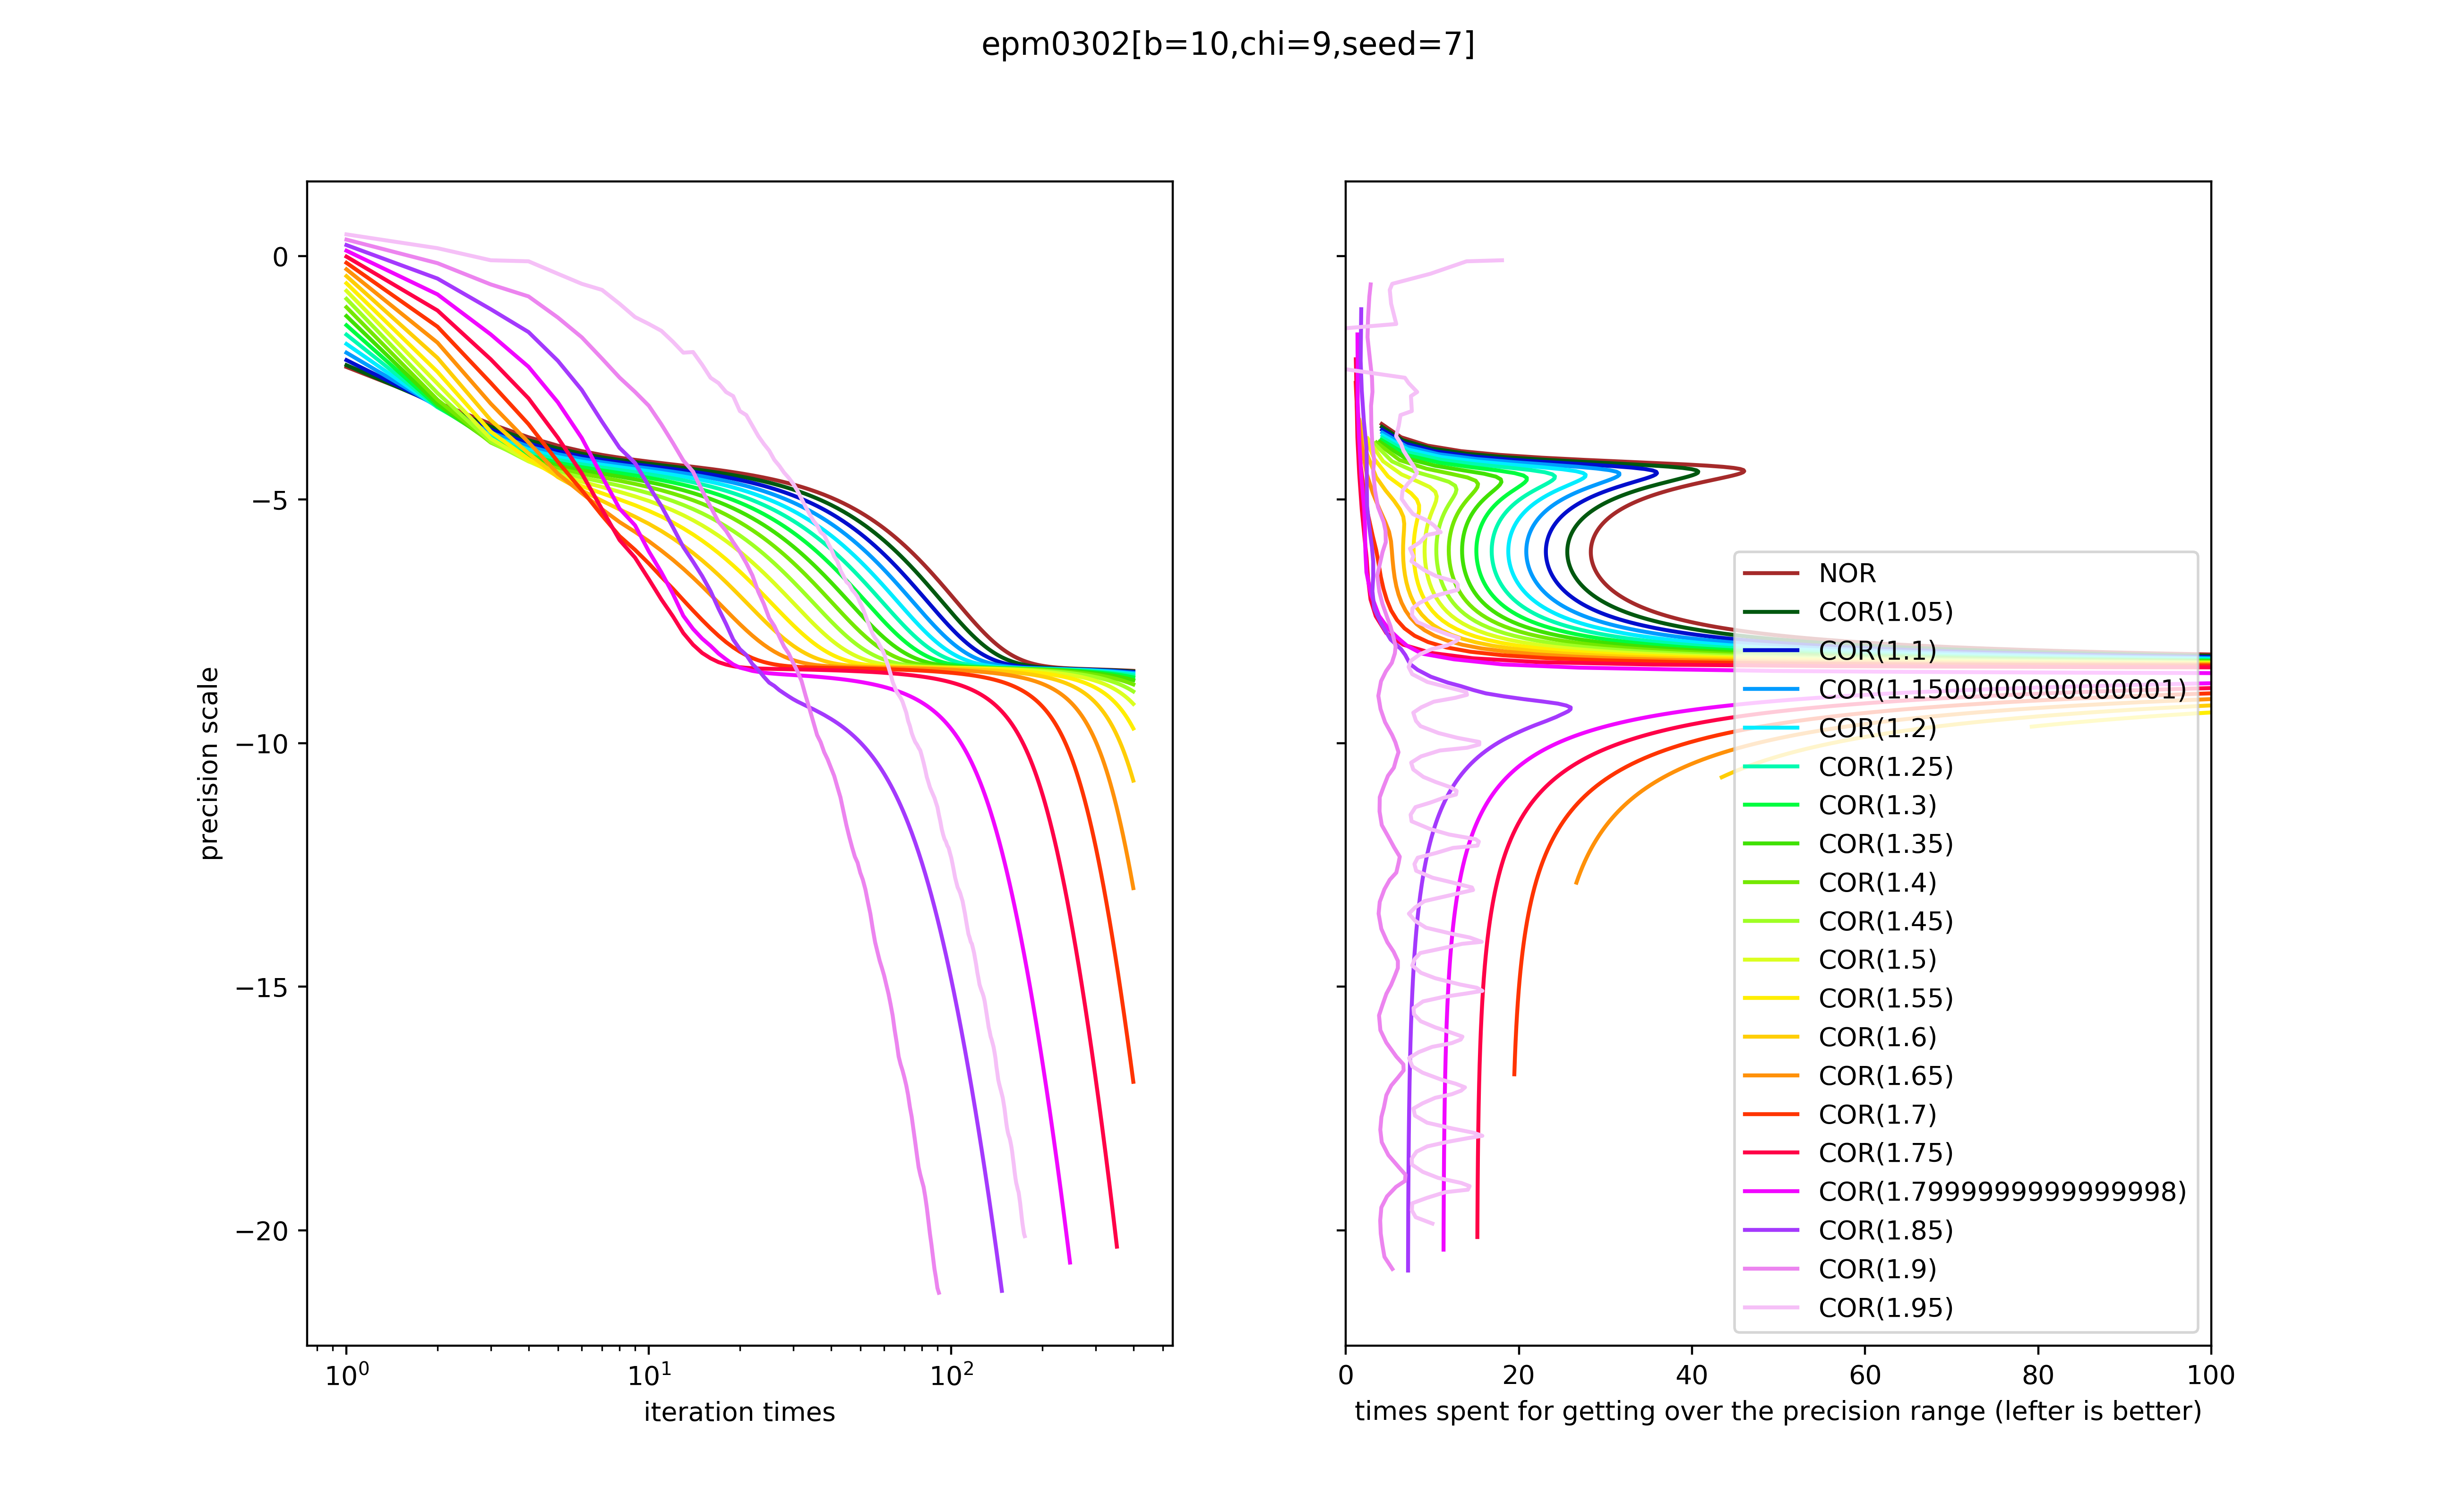 epm0302[b=10,chi=9,seed=7]
precision scale
0
−5
−10
−15
−20
10⁰ 10¹ 10²
iteration times
NOR
COR(1.05)
COR(1.1)
COR(1.1500000000000001)
COR(1.2)
COR(1.25)
COR(1.3)
COR(1.35)
COR(1.4)
COR(1.45)
COR(1.5)
COR(1.55)
COR(1.6)
COR(1.65)
COR(1.7)
COR(1.75)
COR(1.7999999999999998)
COR(1.85)
COR(1.9)
COR(1.95)
0 20 40 60 80 100
times spent for getting over the precision range (lefter is better)